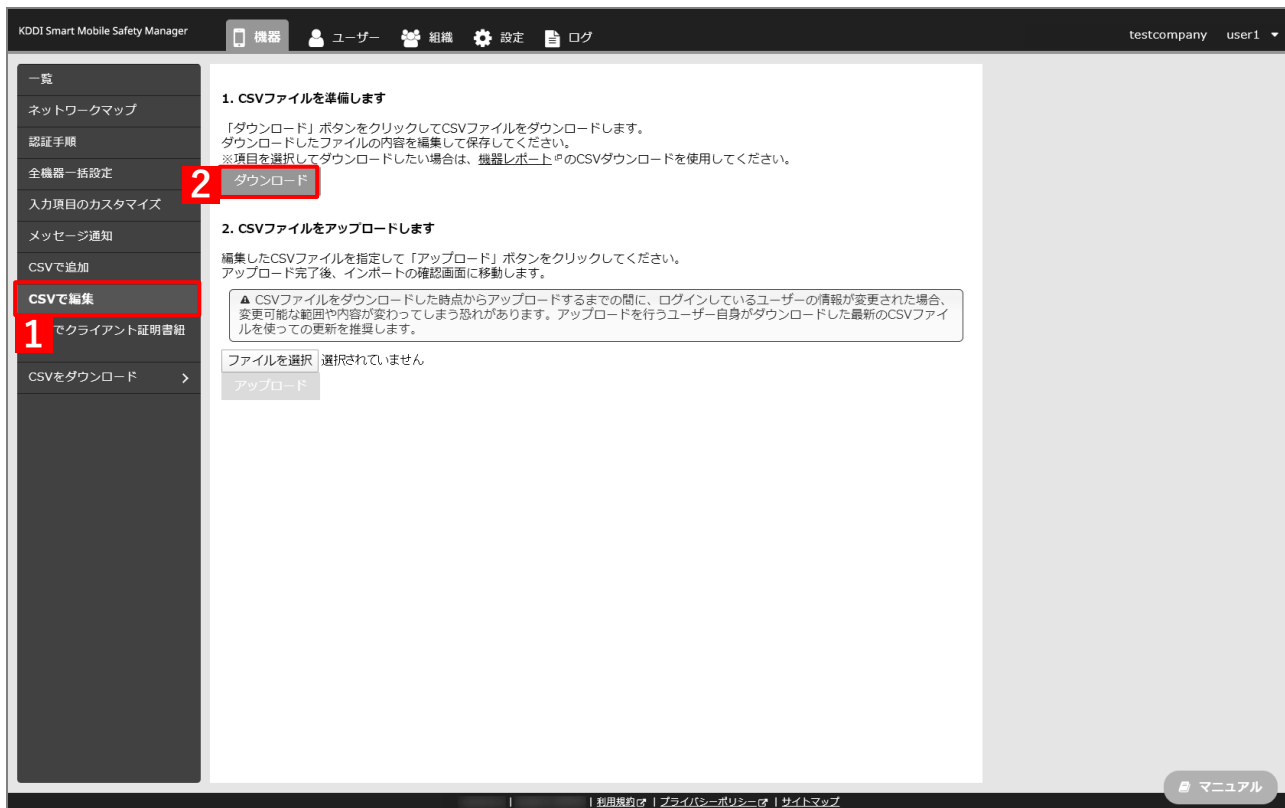 KDDI Smart Mobile Safety Manager
機器
ユーザー
組織
設定
ログ
testcompany user1
一覧
ネットワークマップ
認証手順
全機器一括設定
入力項目のカスタマイズ
メッセージ通知
CSVで追加
CSVで編集
1
でクライアント証明書組
CSVをダウンロード
1. CSVファイルを準備します
「ダウンロード」ボタンをクリックしてCSVファイルをダウンロードします。
ダウンロードしたファイルの内容を編集して保存してください。
※項目を選択してダウンロードしたい場合は、機器レポートのCSVダウンロードを使用してください。
2
ダウンロード
2. CSVファイルをアップロードします
編集したCSVファイルを指定して「アップロード」ボタンをクリックしてください。
アップロード完了後、インポートの確認画面に移動します。
CSVファイルをダウンロードした時点からアップロードするまでの間に、ログインしているユーザーの情報が変更された場合、
変更可能な範囲や内容が変わってしまう恐れがあります。アップロードを行うユーザー自身がダウンロードした最新のCSVファイ
ルを使っての更新を推奨します。
ファイルを選択 選択されていません
アップロード
マニュアル
| | 利用規約 | プライバシーポリシー | サイトマップ